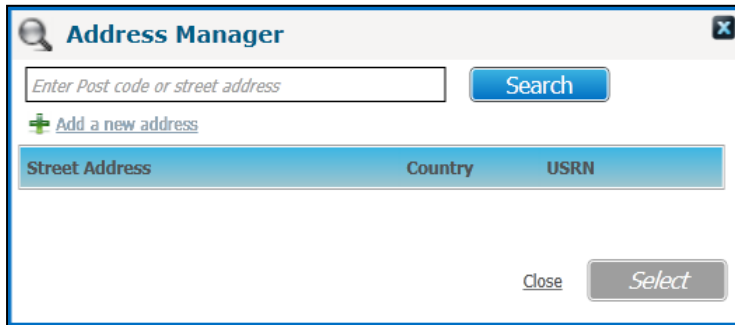 Address Manager
Enter Post code or street address
Search
Add a new address
Street Address Country USRN
Close Select